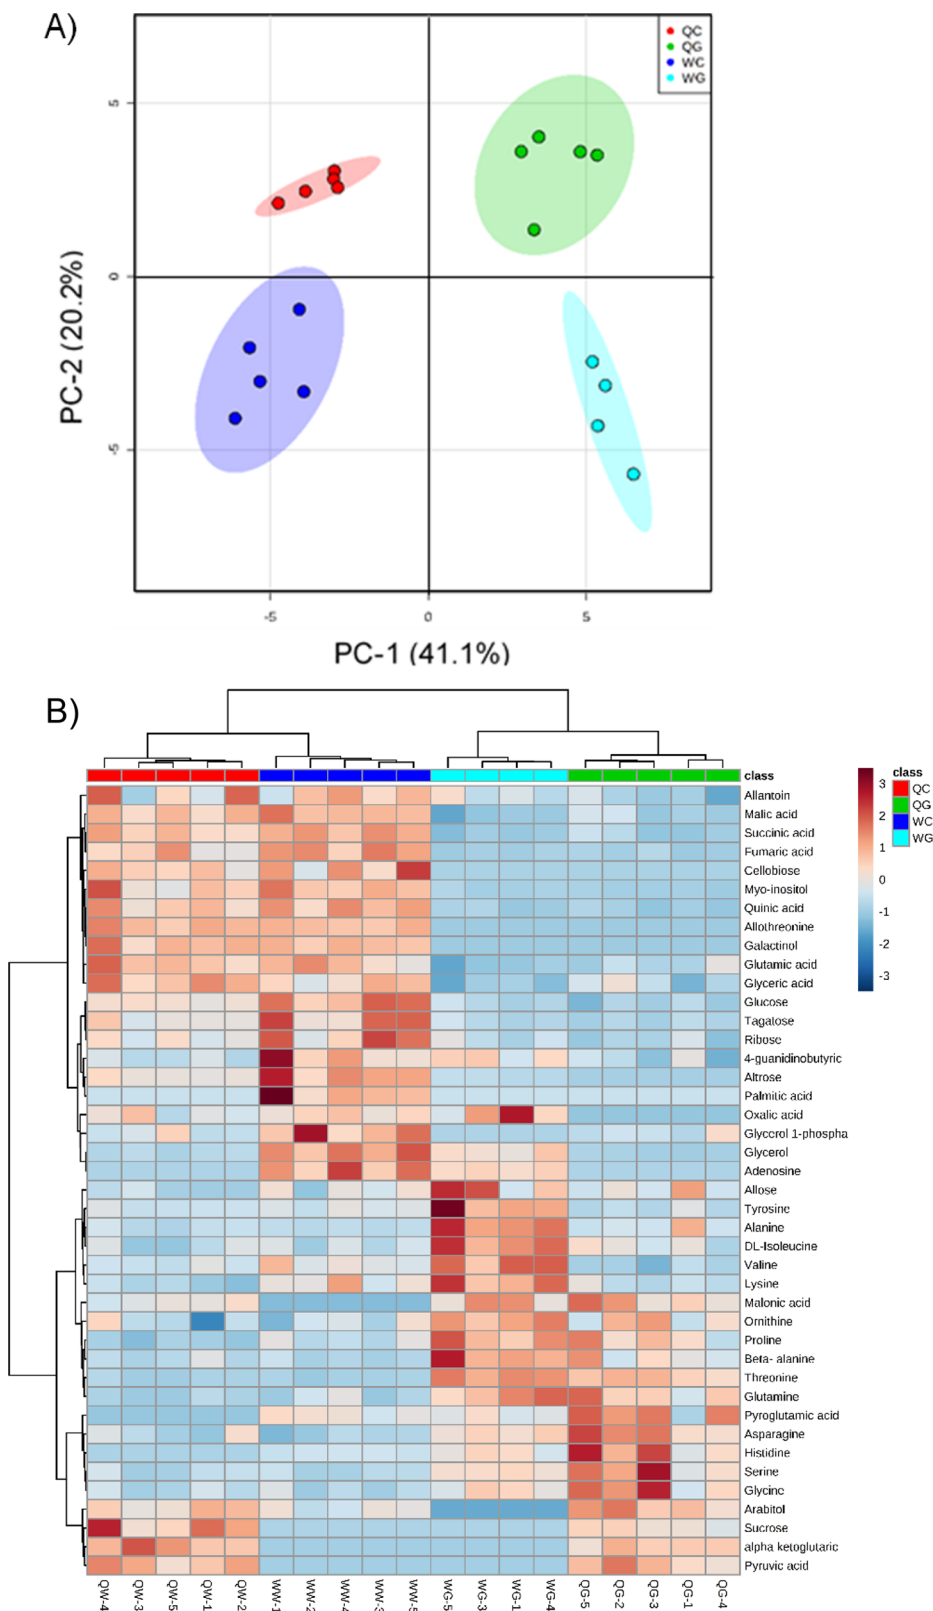 A)
QC
QG
WC
WG
5
0
-5
PC-2 (20.2%)
-5
0
5
PC-1 (41.1%)
B)
class
Allantoin
Malic acid
Succinic acid
Fumaric acid
Cellobiose
Myo-inositol
Quinic acid
Allothreonine
Galactinol
Glutamic acid
Glyceric acid
Glucose
Tagatose
Ribose
4-guanidinobutyric
Altrose
Palmitic acid
Oxalic acid
Glycerol 1-phospha
Glycerol
Adenosine
Allose
Tyrosine
Alanine
DL-Isoleucine
Valine
Lysine
Malonic acid
Ornithine
Proline
Beta- alanine
Threonine
Glutamine
Pyroglutamic acid
Asparagine
Histidine
Serine
Glycine
Arabitol
Sucrose
alpha ketoglutaric
Pyruvic acid
3
2
1
0
-1
-2
-3
class
QC
QG
WC
WG
QW-4
QW-3
QW-5
QW-1
QW-2
WW-1
WW-2
WW-4
WW-3
WW-5
WG-5
WG-3
WG-1
WG-4
QG-5
QG-2
QG-3
QG-1
QG-4